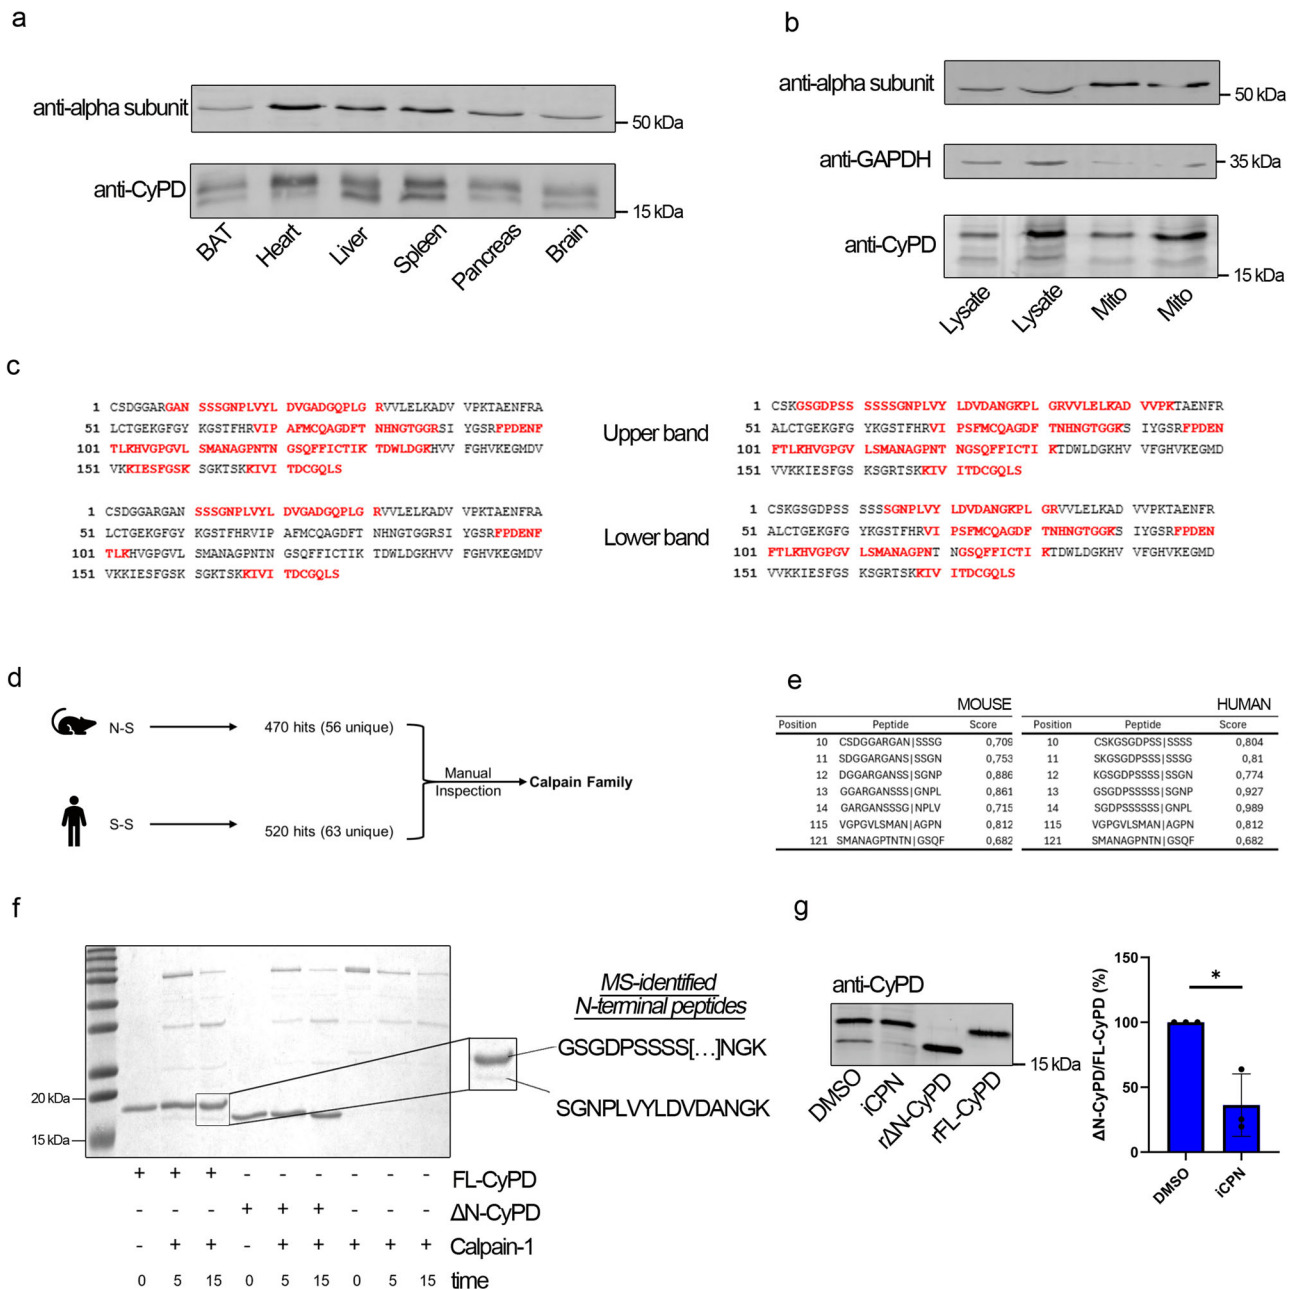 a
anti-alpha subunit
50 kDa
anti-CyPD
15 kDa
BAT
Heart
Liver
Spleen
Pancreas
Brain
b
anti-alpha subunit
50 kDa
anti-GAPDH
35 kDa
anti-CyPD
15 kDa
Lysate
Lysate
Mito
Mito
c
1 CSDGGARGAN SSSGNPLVYL DVGADGQPLG RVVLELKADV VPKTAENFRA
51 LCTGEKGFGY KGSTFHRVIP AFMCQAGDFT NHNGTGGRSI YGSRFPDENF
101 TLKHVGPGVL SMANAGPNTN GSQFFICTIK TDWLDGKHVV FGHVKEGMDV
151 VKKIESFGSK SGKTSKKIVI TDCGQLS
Upper band
1 CSKGSGDPSS SSSSGNPLVY LDVDANGKPL GRVVLELKAD VVPKTAENFR
51 ALCTGEKGFG YKGSTFHRVI PSFMCQAGDF TNHNGTGGKS IYGSRFPDEN
101 FTLKHVGPGV LSMANAGPNT NGSQFFICTI KTDWLDGKHV VFGHVKEGMD
151 VVKKIESFGS KSGRTSKKIV ITDCGQLS
1 CSDGGARGAN SSSGNPLVYL DVGADGQPLG RVVLELKADV VPKTAENFRA
51 LCTGEKGFGY KGSTFHRVIP AFMCQAGDFT NHNGTGGRSI YGSRFPDENF
101 TLKHVGPGVL SMANAGPNTN GSQFFICTIK TDWLDGKHVV FGHVKEGMDV
151 VKKIESFGSK SGKTSKKIVI TDCGQLS
Lower band
1 CSKGSGDPSS SSSSGNPLVY LDVDANGKPL GRVVLELKAD VVPKTAENFR
51 ALCTGEKGFG YKGSTFHRVI PSFMCQAGDF TNHNGTGGKS IYGSRFPDEN
101 FTLKHVGPGV LSMANAGPNT NGSQFFICTI KTDWLDGKHV VFGHVKEGMD
151 VVKKIESFGS KSGRTSKKIV ITDCGQLS
d
N-S
470 hits (56 unique)
Manual
Inspection
Calpain Family
S-S
520 hits (63 unique)
e
MOUSE
Position Peptide Score
10 CSDGGARGAN|SSSG 0,709
11 SDGGARGANS|SSGN 0,753
12 DGGARGANSS|SGNP 0,886
13 GGARGANSSS|GNPL 0,861
14 GARGANSSSG|NPLV 0,715
115 VGPGVLSMAN|AGPN 0,812
121 SMANAGPTNTN|GSQF 0,682
HUMAN
Position Peptide Score
10 CSKGSGDPSS|SSSS 0,804
11 SKGSGDPSSS|SSSG 0,81
12 KGSGDPSSSS|SSGN 0,774
13 GSGDPSSSSS|SGNP 0,927
14 SGDPSSSSSS|GNPL 0,989
115 VGPGVLSMAN|AGPN 0,812
121 SMANAGPNTN|GSQF 0,682
f
20 kDa
15 kDa
MS-identified
N-terminal peptides
GSGDPSSSS[...]NGK
SGNPLVYLDVDANGK
+ + + - - - - - - FL-CyPD
- - - + + + - - - ΔN-CyPD
- + + - + + + + + Calpain-1
0 5 15 0 5 15 0 5 15 time
g
anti-CyPD
15 kDa
DMSO
iCPN
rΔN-CyPD
rFL-CyPD
ΔN-CyPD/FL-CyPD (%)
150
100
50
0
*
DMSO
iCPN